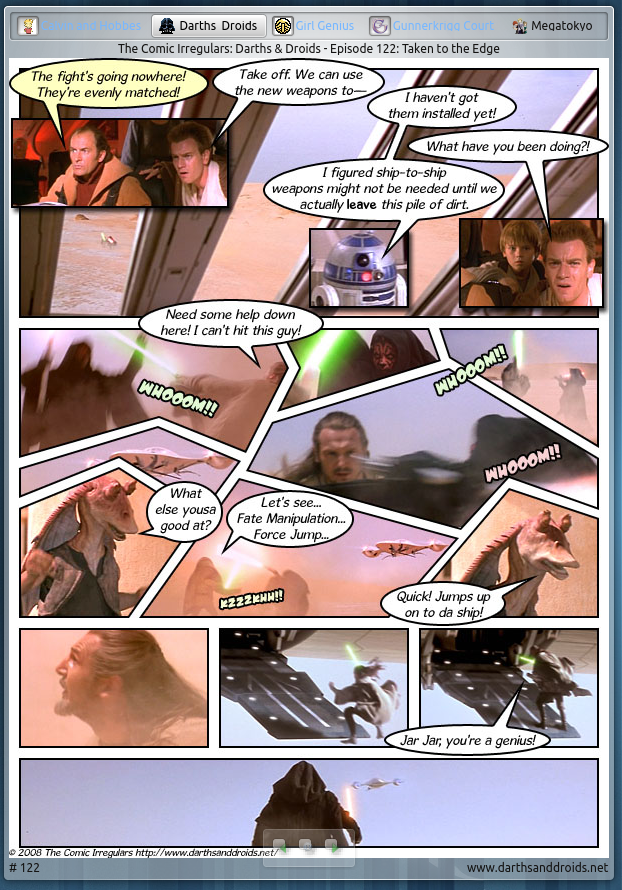 Calvin and Hobbes
Darths Droids
Girl Genius
Gunnerkrigg Court
Megatokyo
The Comic Irregulars: Darths & Droids - Episode 122: Taken to the Edge
The fight's going nowhere!
They're evenly matched!
Take off. We can use
the new weapons to—
I haven't got
them installed yet!
What have you been doing?!
I figured ship-to-ship
weapons might not be needed until we
actually leave this pile of dirt.
Need some help down
here! I can't hit this guy!
WHOOOM!!
WHOOOM!!
WHOOOM!!
What
else yousa
good at?
Let's see...
Fate Manipulation...
Force Jump...
KZZZKHH!!
Quick! Jumps up
on to da ship!
Jar Jar, you're a genius!
© 2008 The Comic Irregulars http://www.darthsanddroids.net/
# 122
www.darthsanddroids.net